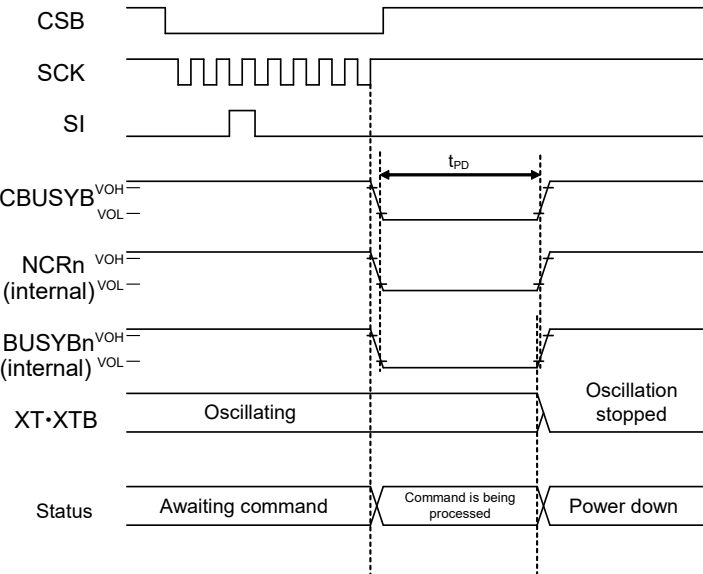 CSB
SCK
SI
tPD
CBUSYB
VOH
VOL
NCRn
(internal)
VOH
VOL
BUSYBn
(internal)
VOH
VOL
XT・XTB
Oscillating
Oscillation
stopped
Status
Awaiting command
Command is being
processed
Power down